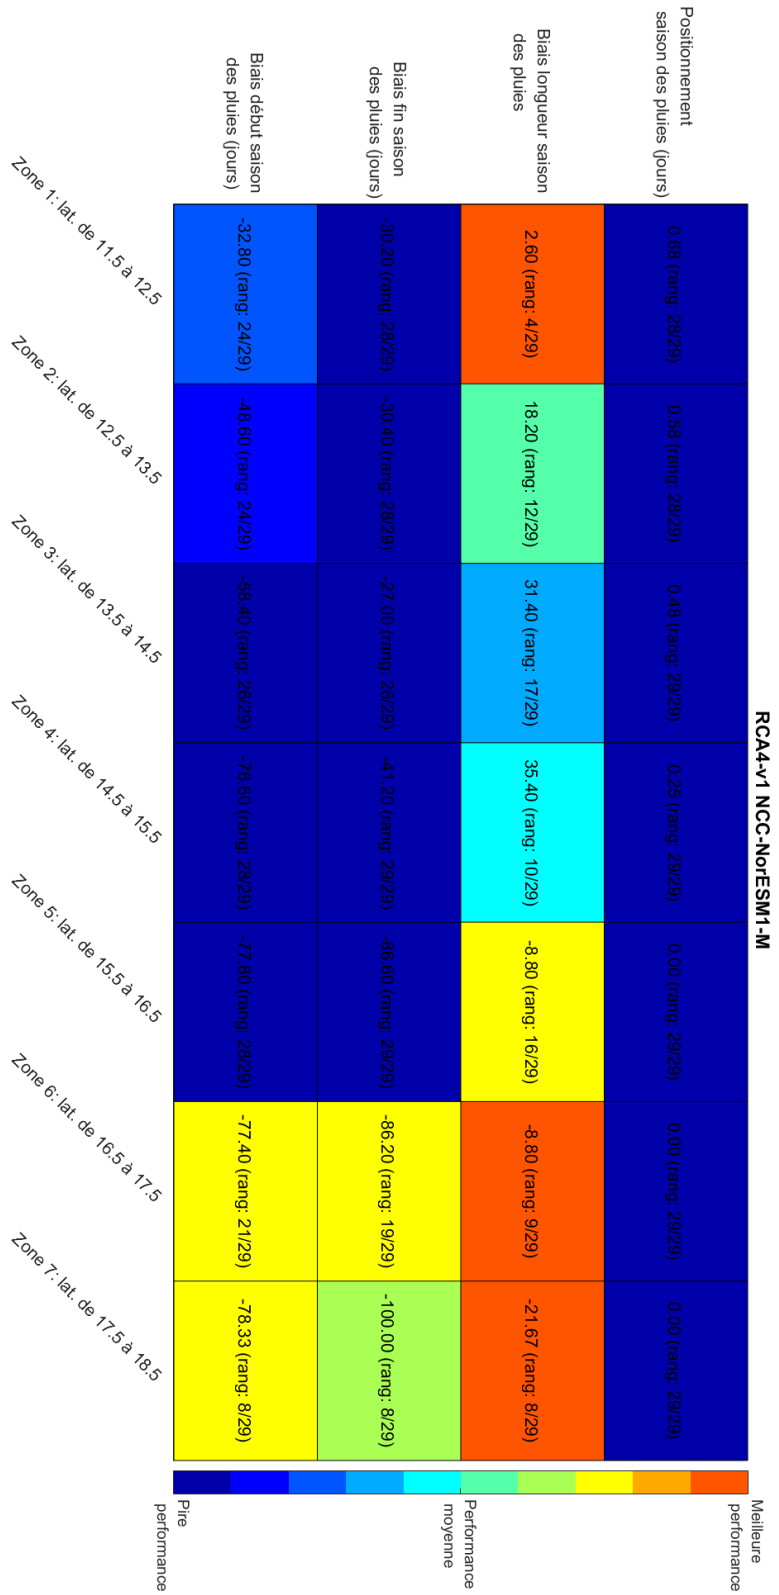 RCA4-v1 NCC-NorESM1-M
Positionnement
saison des pluies (jours)
0.68 (rang: 28/29)
0.58 (rang: 28/29)
0.48 (rang: 29/29)
0.25 (rang: 29/29)
0.00 (rang: 29/29)
0.00 (rang: 29/29)
0.00 (rang: 29/29)
Biais longueur saison
des pluies
2.60 (rang: 4/29)
18.20 (rang: 12/29)
31.40 (rang: 17/29)
35.40 (rang: 10/29)
-8.80 (rang: 16/29)
-8.80 (rang: 9/29)
-21.67 (rang: 8/29)
Biais fin saison
des pluies (jours)
-30.20 (rang: 28/29)
-30.40 (rang: 28/29)
-27.00 (rang: 26/29)
-41.20 (rang: 29/29)
-86.60 (rang: 29/29)
-86.20 (rang: 19/29)
-100.00 (rang: 8/29)
Biais début saison
des pluies (jours)
-32.80 (rang: 24/29)
-48.60 (rang: 24/29)
-58.40 (rang: 26/29)
-76.60 (rang: 28/29)
-77.80 (rang: 28/29)
-77.40 (rang: 21/29)
-78.33 (rang: 8/29)
Zone 1: lat. de 11.5 à 12.5
Zone 2: lat. de 12.5 à 13.5
Zone 3: lat. de 13.5 à 14.5
Zone 4: lat. de 14.5 à 15.5
Zone 5: lat. de 15.5 à 16.5
Zone 6: lat. de 16.5 à 17.5
Zone 7: lat. de 17.5 à 18.5
Meilleure
performance
Performance
moyenne
Pire
performance